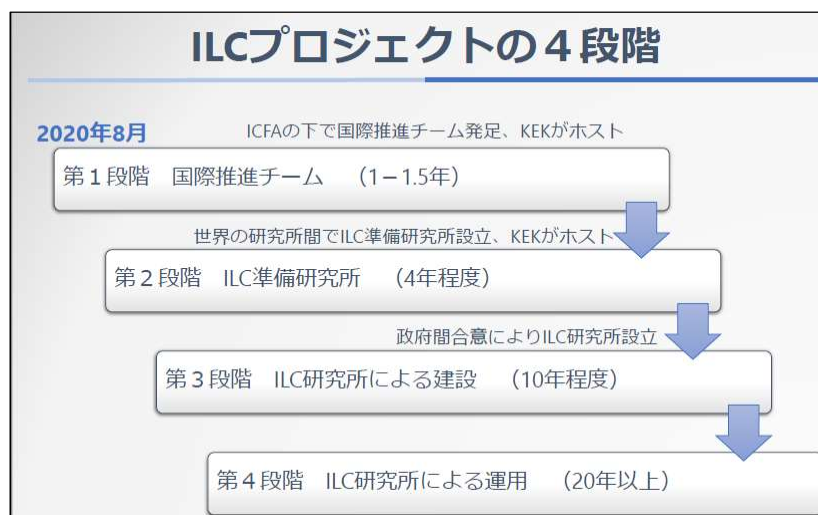 ILCプロジェクトの４段階
2020年8月
ICFAの下で国際推進チーム発足、KEKがホスト
第１段階　国際推進チーム　（1－1.5年）
世界の研究所間でILC準備研究所設立、KEKがホスト
第２段階　ILC準備研究所　（4年程度）
政府間合意によりILC研究所設立
第３段階　ILC研究所による建設　（10年程度）
第４段階　ILC研究所による運用　（20年以上）